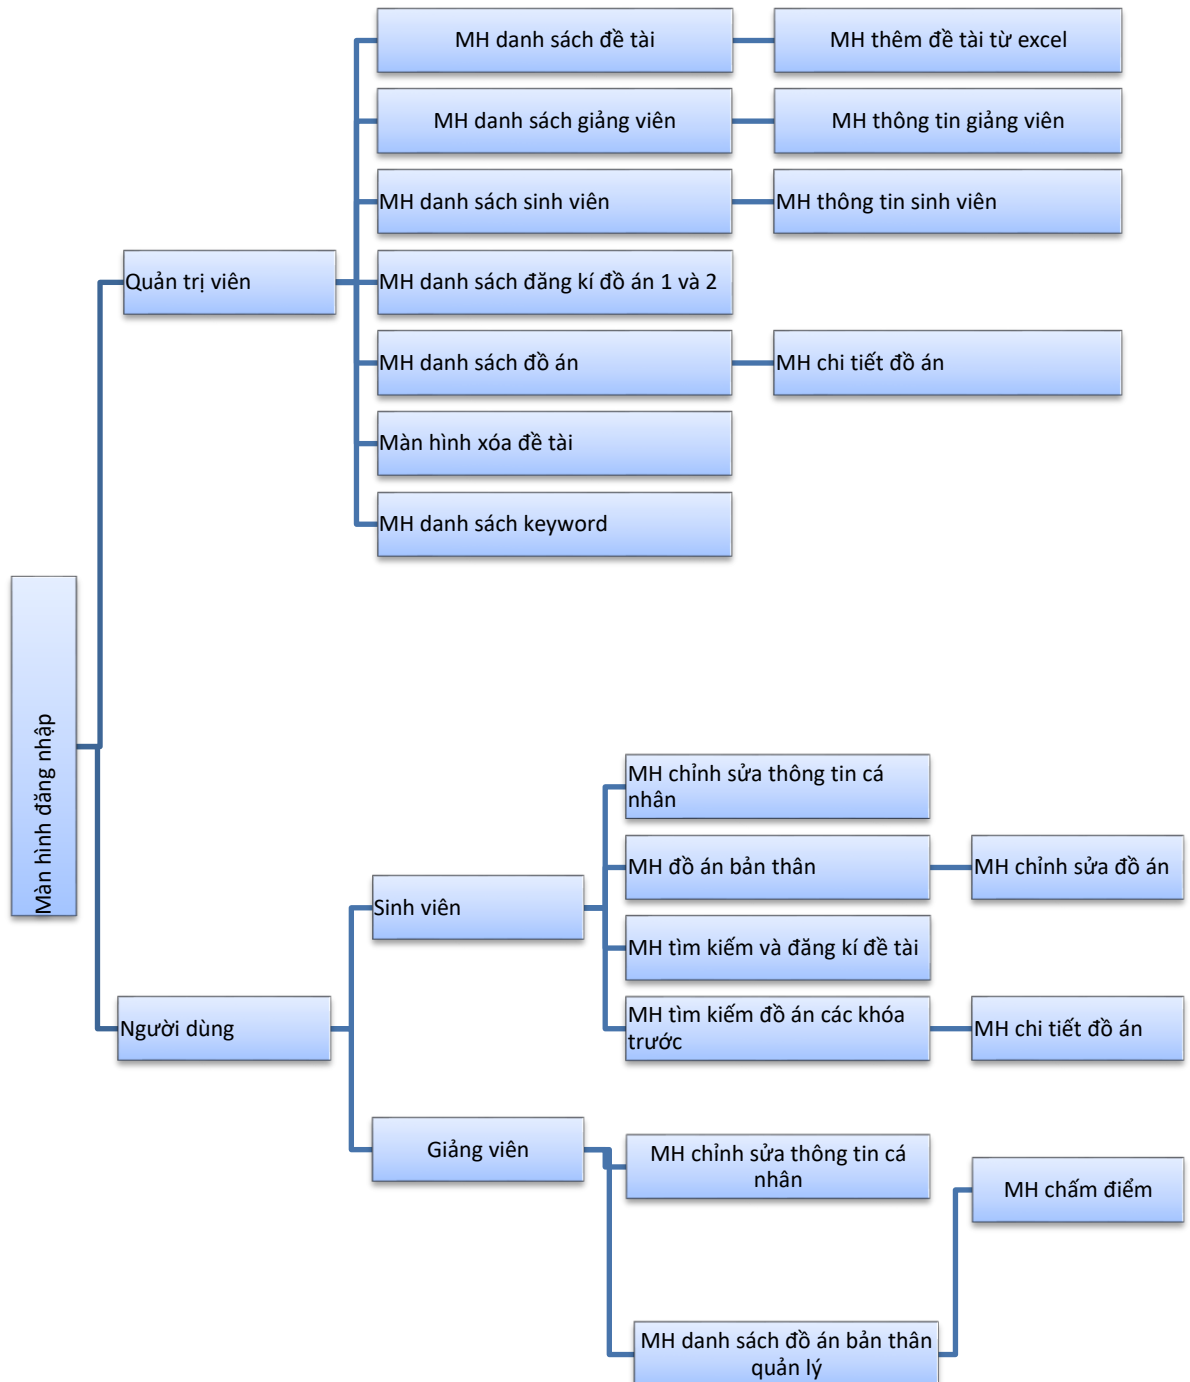 MH danh sách đề tài
MH thêm đề tài từ excel
MH danh sách giảng viên
MH thông tin giảng viên
MH danh sách sinh viên
MH thông tin sinh viên
Quản trị viên
MH danh sách đăng kí đồ án 1 và 2
MH danh sách đồ án
MH chi tiết đồ án
Màn hình xóa đề tài
MH danh sách keyword
Màn hình đăng nhập
MH chỉnh sửa thông tin cá
nhân
MH đồ án bản thân
MH chỉnh sửa đồ án
Sinh viên
MH tìm kiếm và đăng kí đề tài
Người dùng
MH tìm kiếm đồ án các khóa
trước
MH chi tiết đồ án
Giảng viên
MH chỉnh sửa thông tin cá
nhân
MH chấm điểm
MH danh sách đồ án bản thân
quản lý